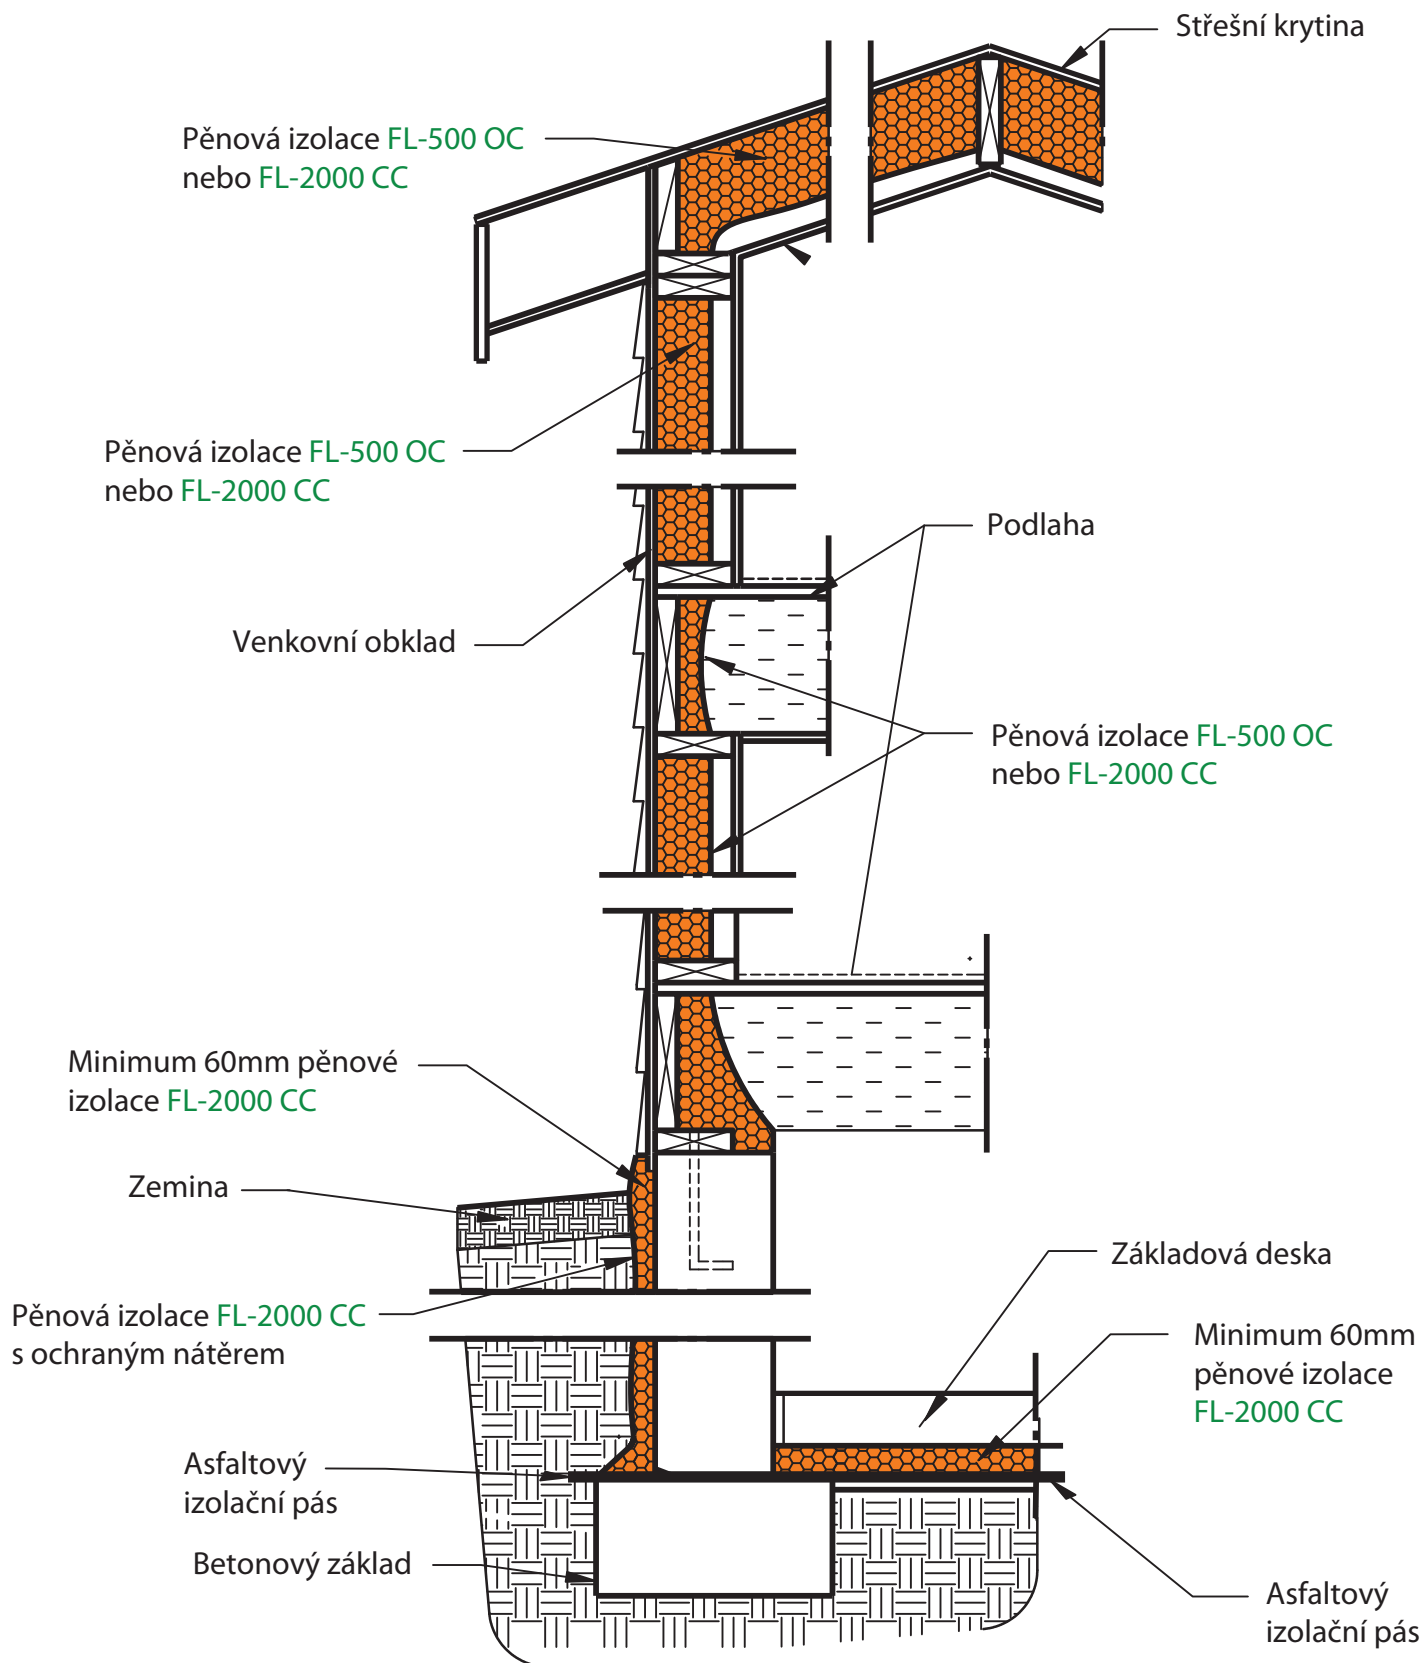 Střešní krytina
Pěnová izolace FL-500 OC
nebo FL-2000 CC
Pěnová izolace FL-500 OC
nebo FL-2000 CC
Podlaha
Venkovní obklad
Pěnová izolace FL-500 OC
nebo FL-2000 CC
Minimum 60mm pěnové
izolace FL-2000 CC
Zemina
Základová deska
Pěnová izolace FL-2000 CC
s ochraným nátěrem
Minimum 60mm
pěnové izolace
FL-2000 CC
Asfaltový
izolační pás
Betonový základ
Asfaltový
izolační pás